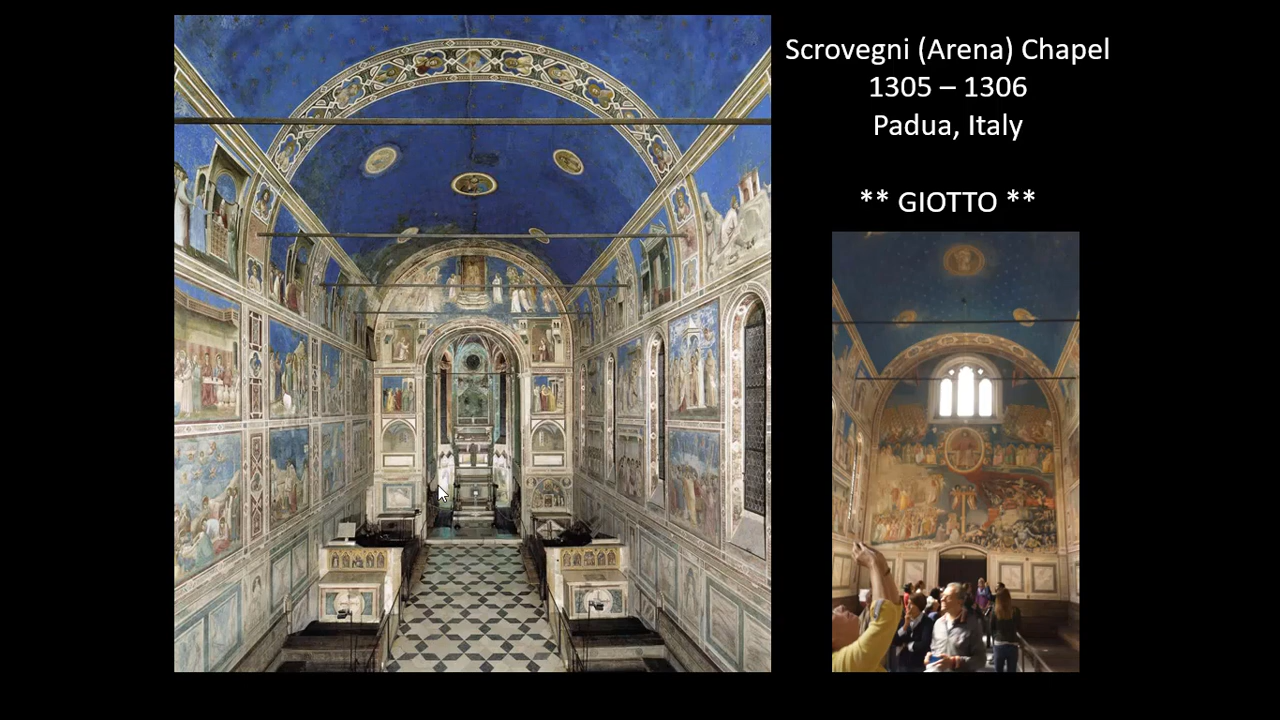 Scrovegni (Arena) Chapel
1305 – 1306
Padua, Italy
** GIOTTO **